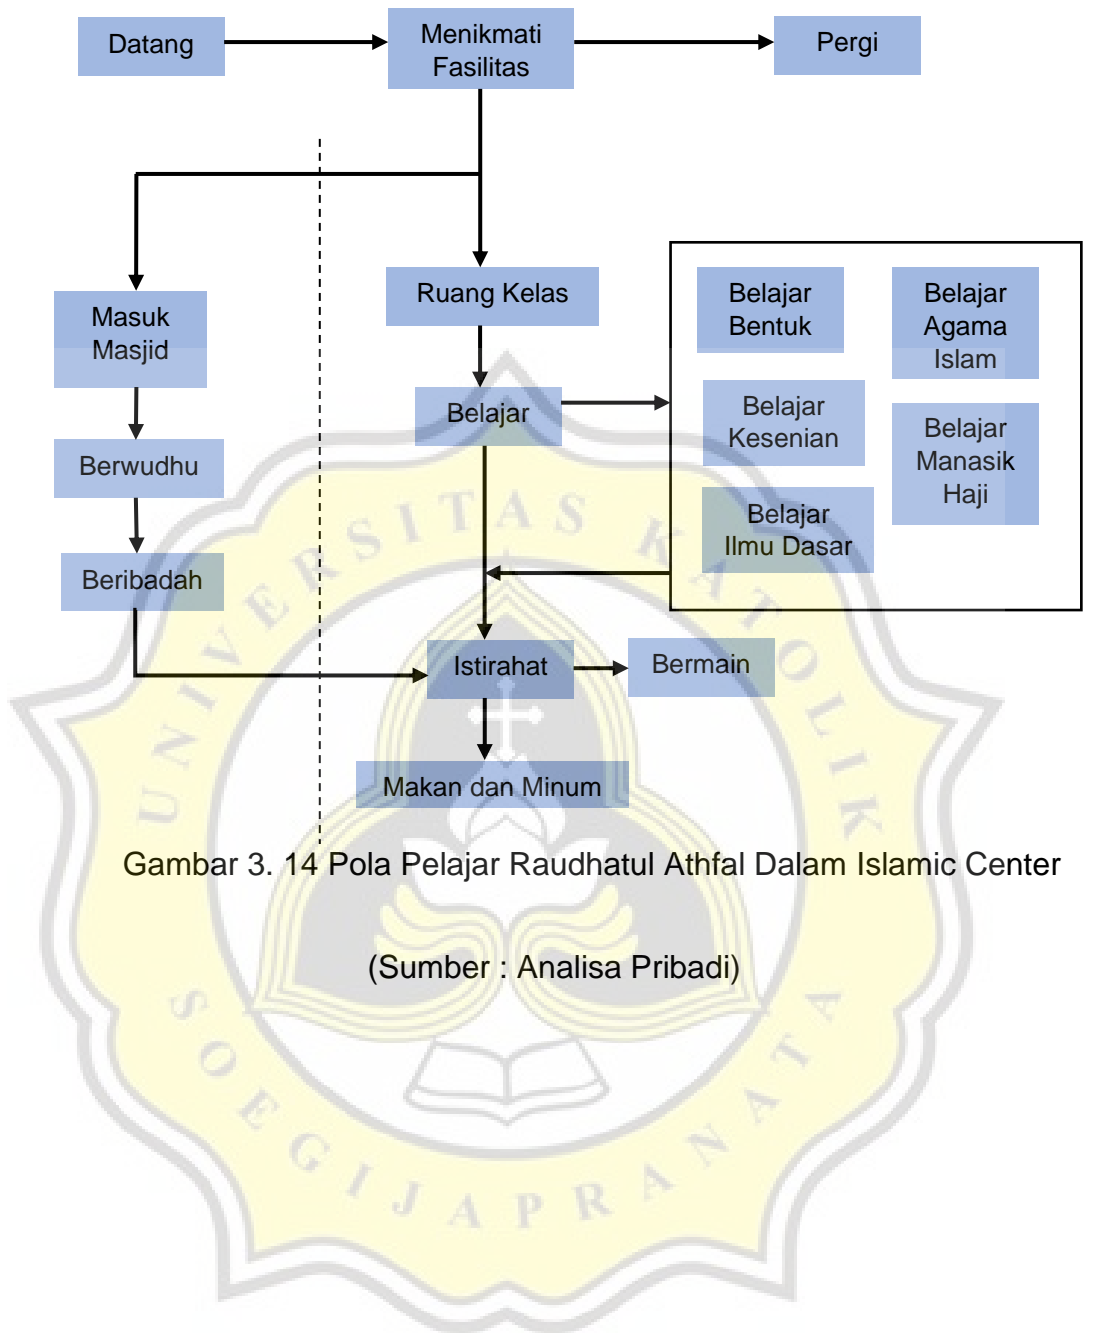 Datang
Menikmati
Fasilitas
Pergi
Masuk
Masjid
Berwudhu
Beribadah
Ruang Kelas
Belajar
Belajar
Bentuk
Belajar
Agama
Islam
Belajar
Kesenian
Belajar
Manasik
Haji
Belajar
Ilmu Dasar
Istirahat
Bermain
Makan dan Minum
Gambar 3. 14 Pola Pelajar Raudhatul Athfal Dalam Islamic Center
(Sumber : Analisa Pribadi)
UNIVERSITAS KATOLIK
SOEGIJAPRANATA